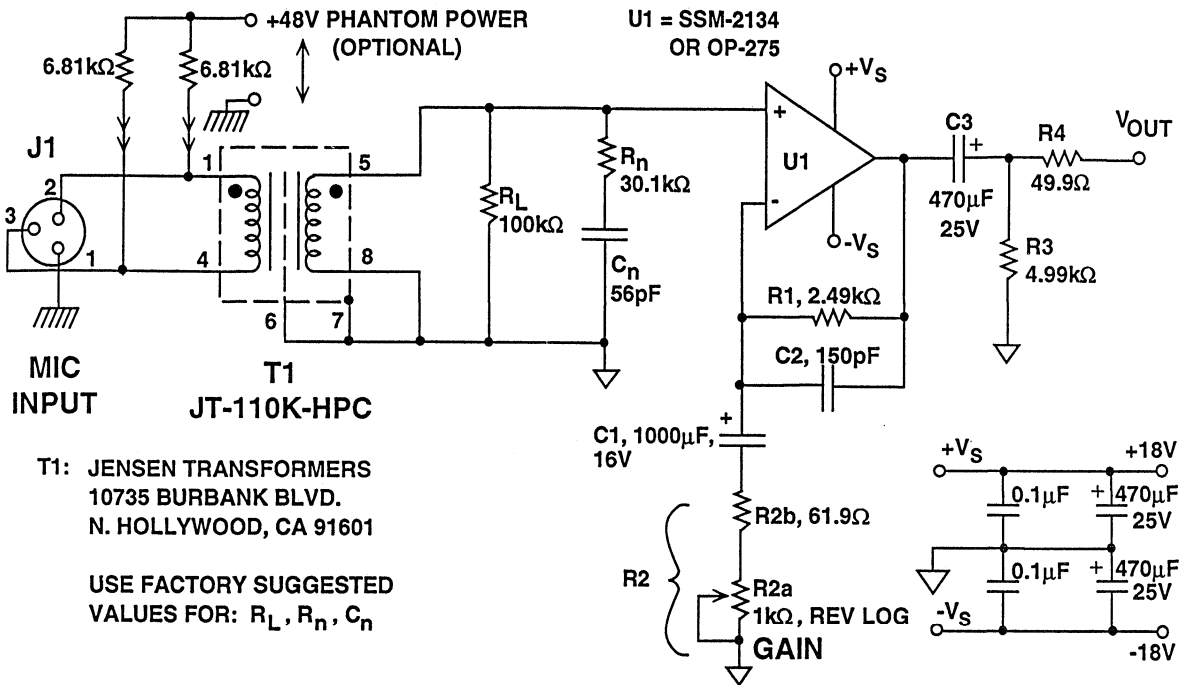 +48V PHANTOM POWER
(OPTIONAL)
U1 = SSM-2134
OR OP-275
6.81kΩ
6.81kΩ
+VS
J1
1
5
+
C3
+
R4
VOUT
2
Rn
30.1kΩ
U1
3
RL
100kΩ
470μF
25V
49.9Ω
-
-VS
1
4
8
Cn
56pF
R3
4.99kΩ
R1, 2.49kΩ
6
7
C2, 150pF
MIC
INPUT
T1
JT-110K-HPC
+
C1, 1000μF,
16V
T1: JENSEN TRANSFORMERS
10735 BURBANK BLVD.
N. HOLLYWOOD, CA 91601
+VS
+18V
0.1μF
+
470μF
25V
R2b, 61.9Ω
R2
USE FACTORY SUGGESTED
VALUES FOR: RL, Rn, Cn
R2a
1kΩ, REV LOG
GAIN
0.1μF
+
470μF
25V
-VS
-18V